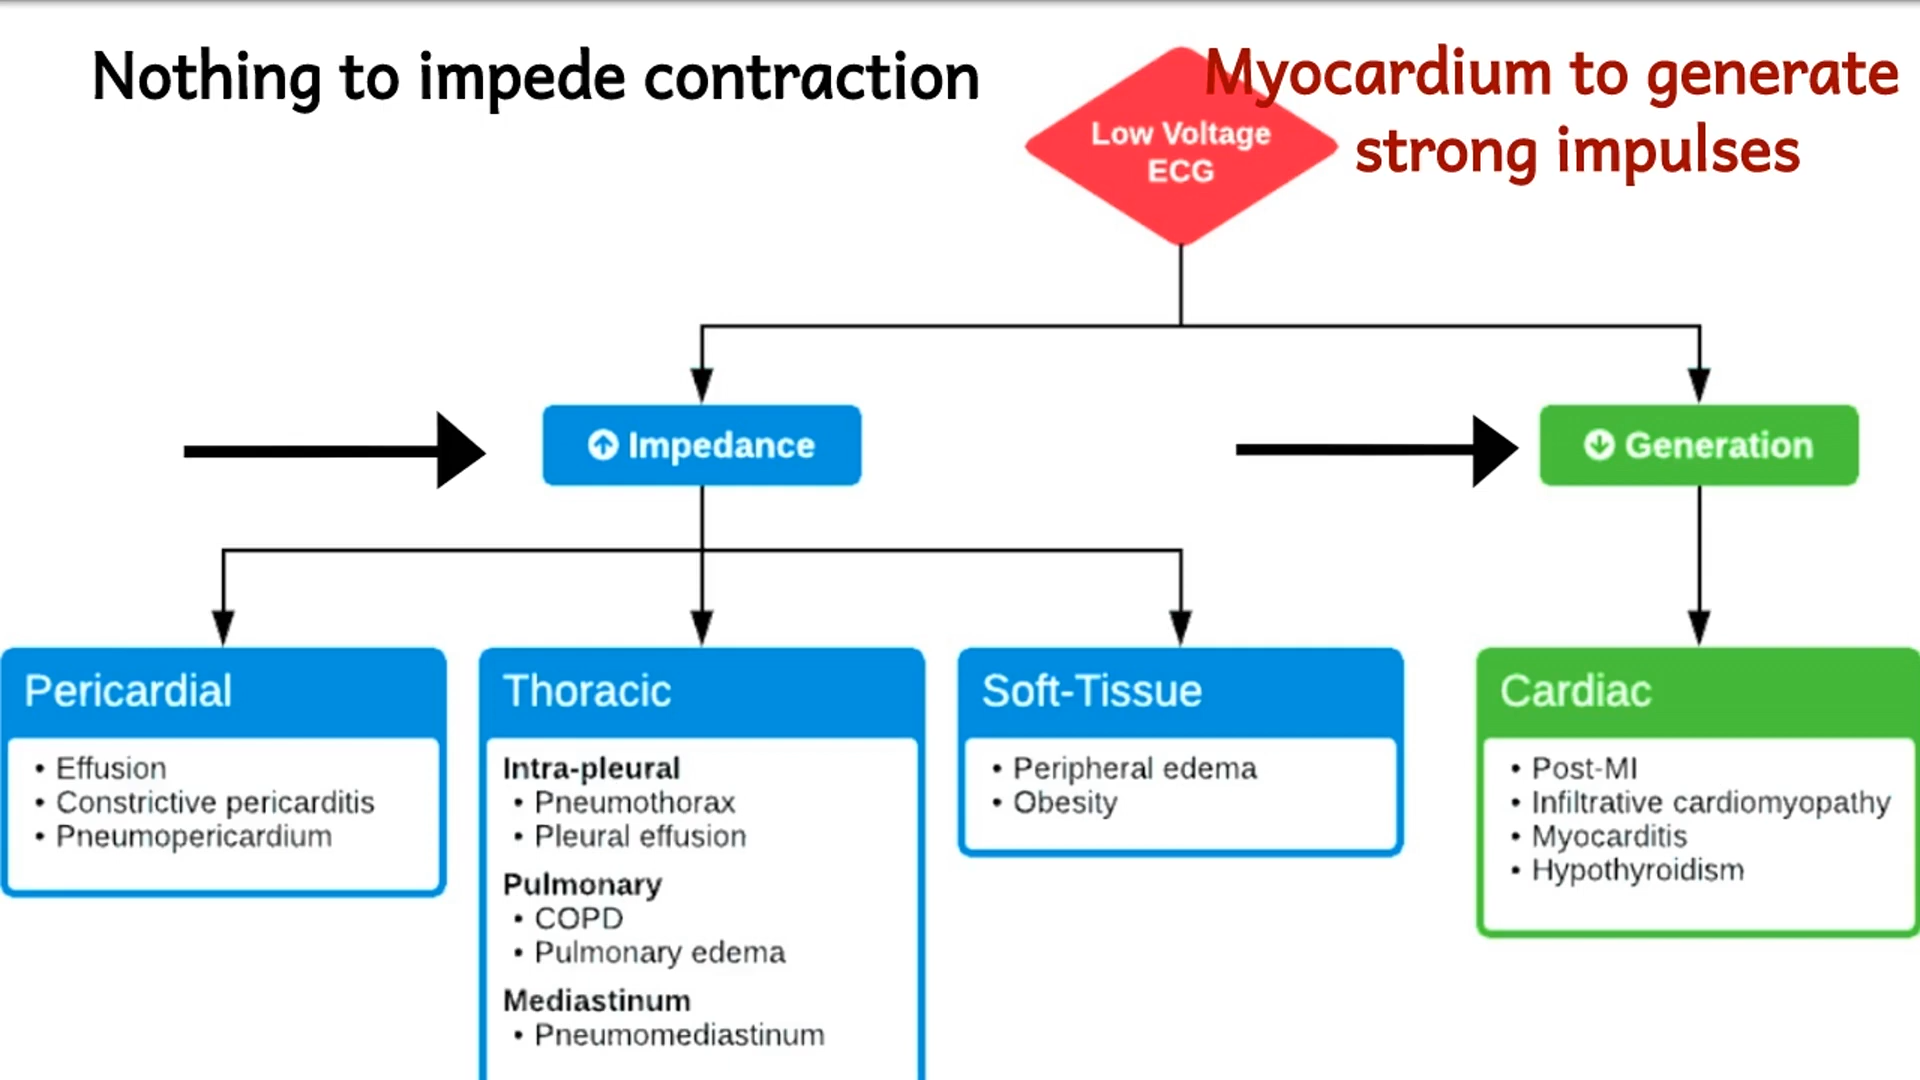 Nothing to impede contraction
Myocardium to generate
strong impulses
Low Voltage
ECG
Impedance
Generation
Pericardial
• Effusion
• Constrictive pericarditis
• Pneumopericardium
Thoracic
Intra-pleural
• Pneumothorax
• Pleural effusion
Pulmonary
• COPD
• Pulmonary edema
Mediastinum
• Pneumomediastinum
Soft-Tissue
• Peripheral edema
• Obesity
Cardiac
• Post-MI
• Infiltrative cardiomyopathy
• Myocarditis
• Hypothyroidism